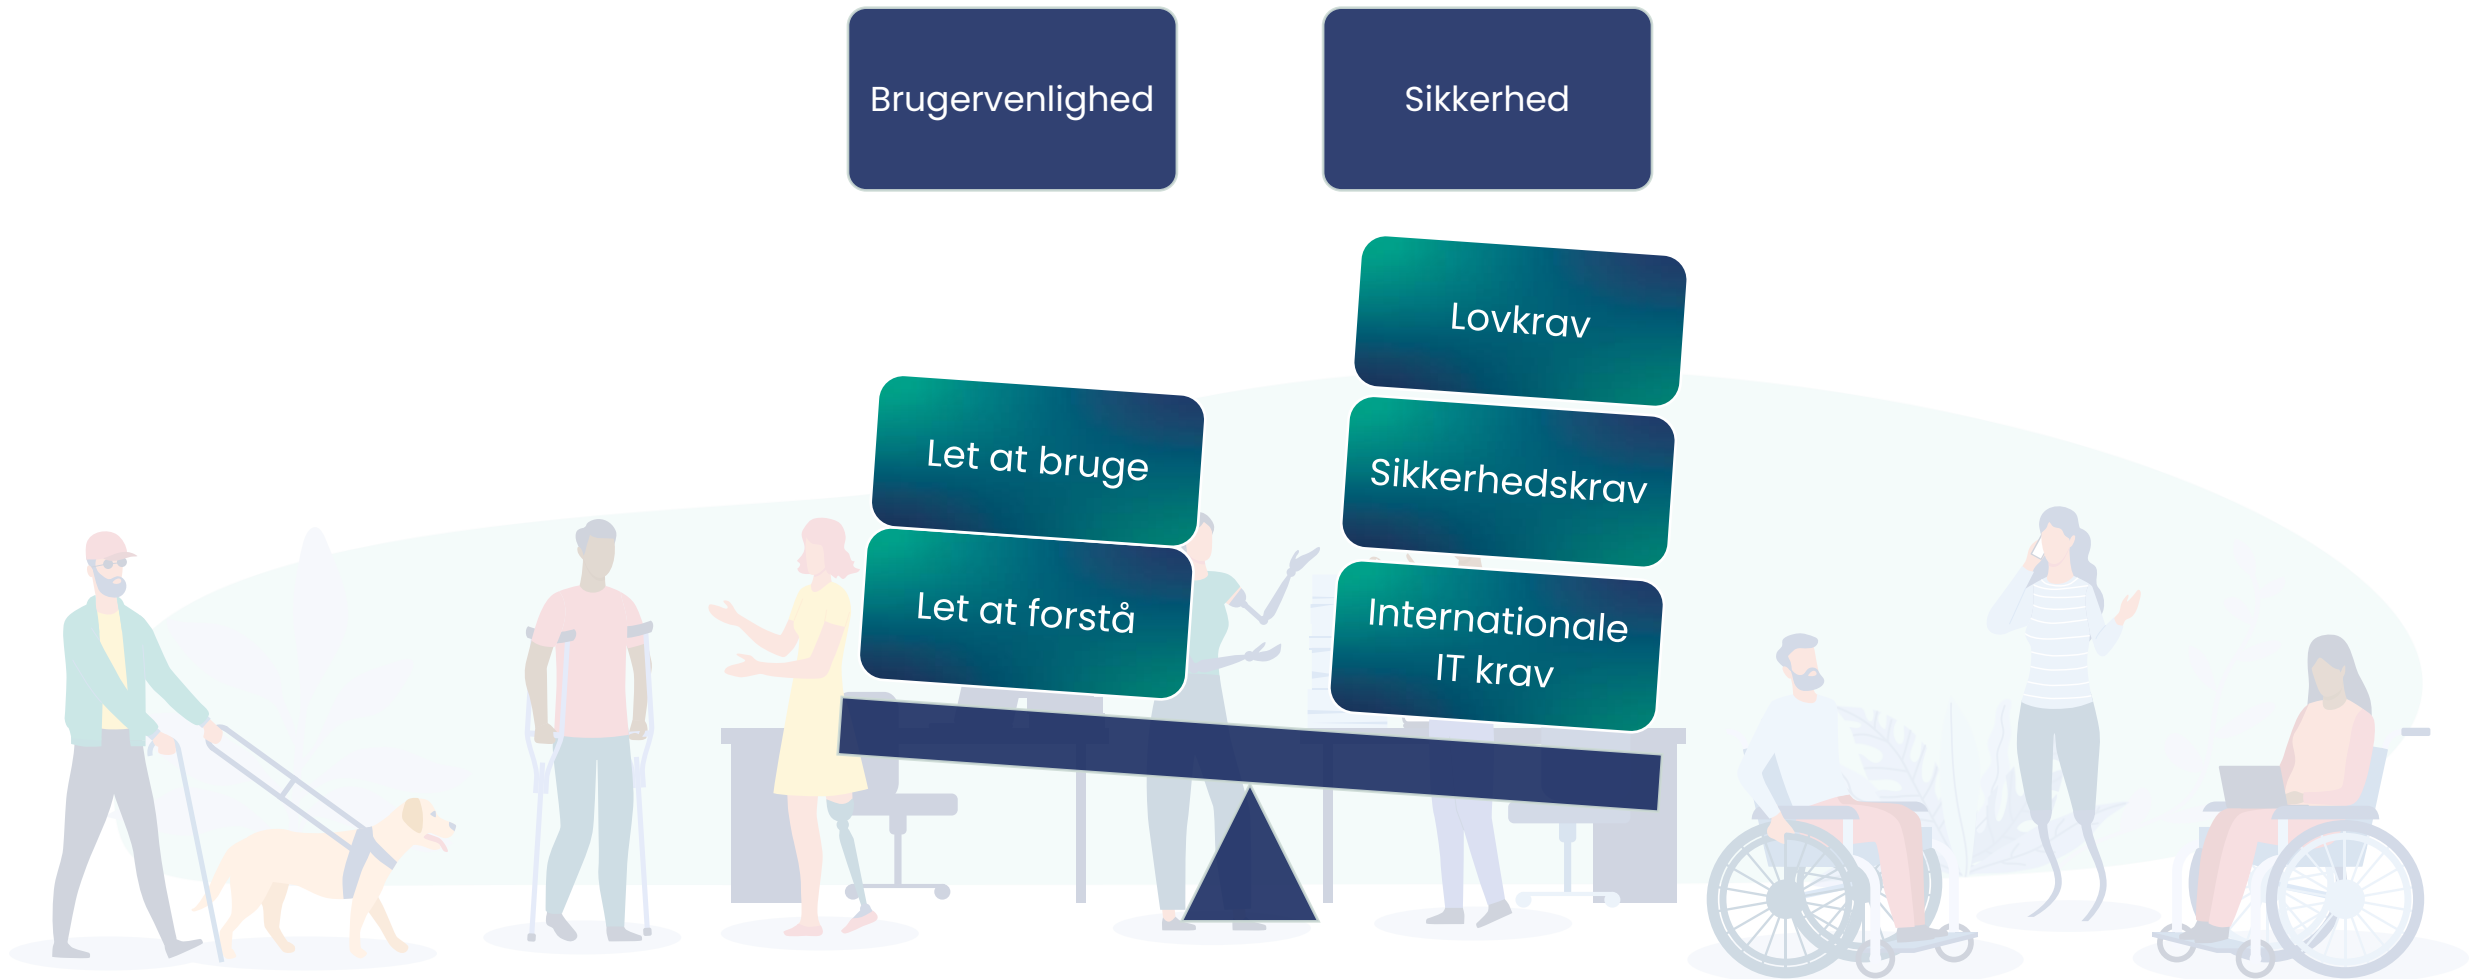 Brugervenlighed
Sikkerhed
Let at bruge
Let at forstå
Lovkrav
Sikkerhedskrav
Internationale
IT krav